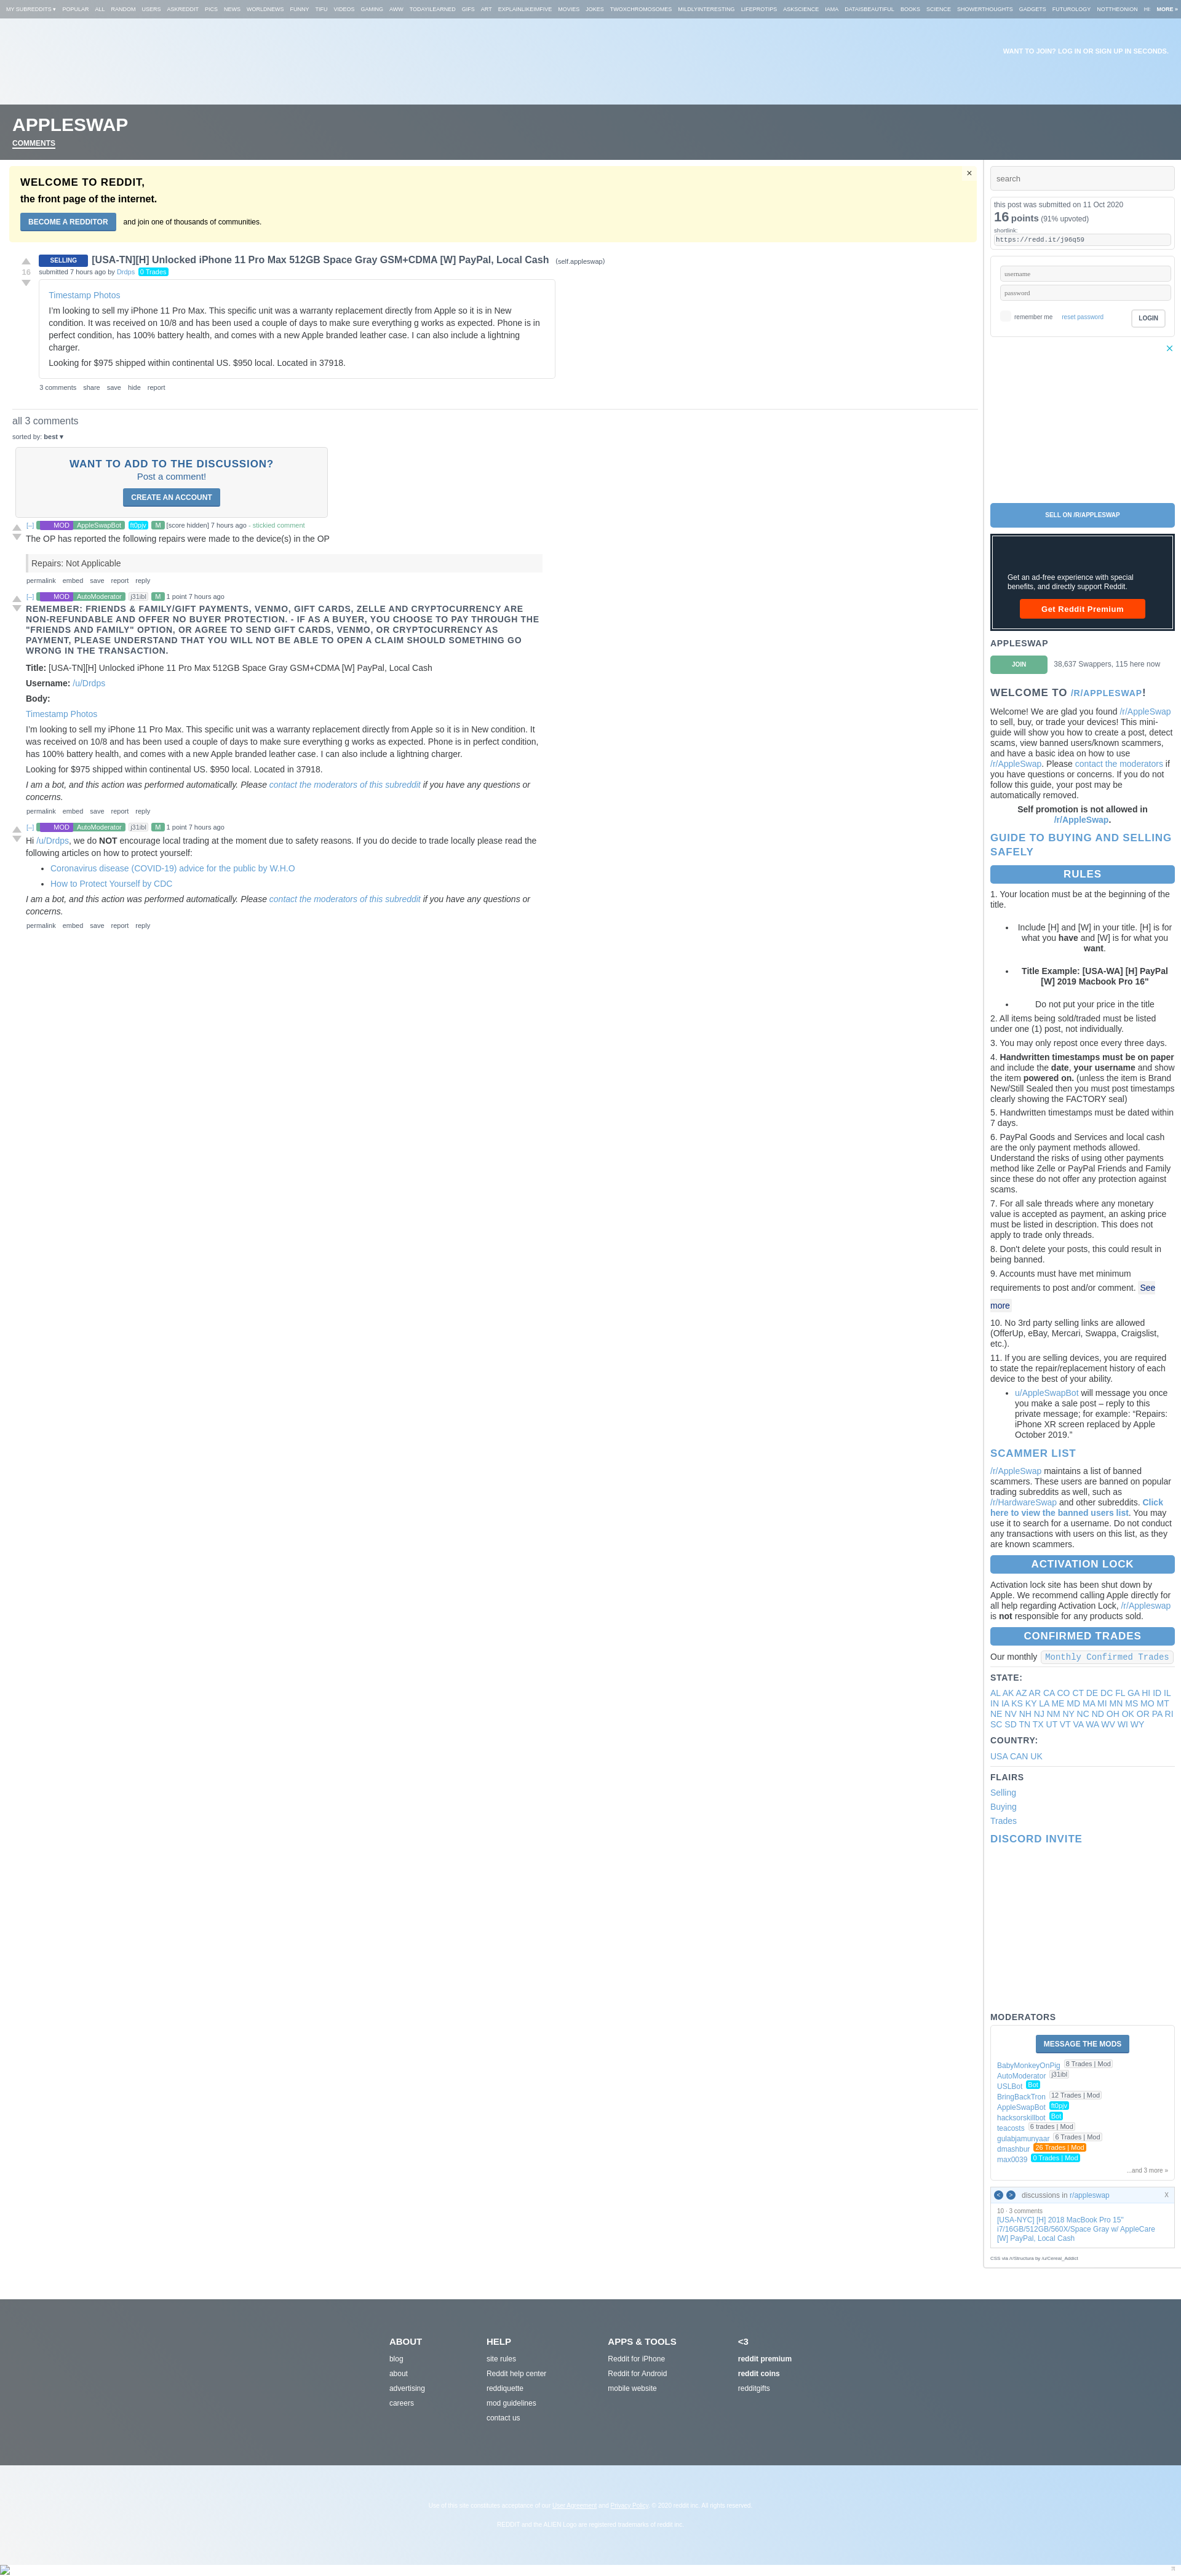 MY SUBREDDITS ▾ POPULAR ALL RANDOM USERS ASKREDDIT PICS NEWS WORLDNEWS FUNNY TIFU VIDEOS GAMING AWW TODAYILEARNED GIFS ART EXPLAINLIKEIMFIVE MOVIES JOKES TWOXCHROMOSOMES MILDLYINTERESTING LIFEPROTIPS ASKSCIENCE IAMA DATAISBEAUTIFUL BOOKS SCIENCE SHOWERTHOUGHTS GADGETS FUTUROLOGY NOTTHEONION HI MORE »
WANT TO JOIN? LOG IN OR SIGN UP IN SECONDS.
APPLESWAP
COMMENTS
WELCOME TO REDDIT,
the front page of the internet.
BECOME A REDDITOR and join one of thousands of communities.
×
16
SELLING [USA-TN][H] Unlocked iPhone 11 Pro Max 512GB Space Gray GSM+CDMA [W] PayPal, Local Cash (self.appleswap)
submitted 7 hours ago by Drdps 0 Trades
Timestamp Photos
I'm looking to sell my iPhone 11 Pro Max. This specific unit was a warranty replacement directly from Apple so it is in New
condition. It was received on 10/8 and has been used a couple of days to make sure everything g works as expected. Phone is in
perfect condition, has 100% battery health, and comes with a new Apple branded leather case. I can also include a lightning
charger.
Looking for $975 shipped within continental US. $950 local. Located in 37918.
3 comments share save hide report
all 3 comments
sorted by: best ▾
WANT TO ADD TO THE DISCUSSION?
Post a comment!
CREATE AN ACCOUNT
[–] MOD AppleSwapBot ft0pjv M [score hidden] 7 hours ago - stickied comment
The OP has reported the following repairs were made to the device(s) in the OP
Repairs: Not Applicable
permalink embed save report reply
[–] MOD AutoModerator j31ibl M 1 point 7 hours ago
REMEMBER: FRIENDS & FAMILY/GIFT PAYMENTS, VENMO, GIFT CARDS, ZELLE AND CRYPTOCURRENCY ARE
NON-REFUNDABLE AND OFFER NO BUYER PROTECTION. - IF AS A BUYER, YOU CHOOSE TO PAY THROUGH THE
"FRIENDS AND FAMILY" OPTION, OR AGREE TO SEND GIFT CARDS, VENMO, OR CRYPTOCURRENCY AS
PAYMENT, PLEASE UNDERSTAND THAT YOU WILL NOT BE ABLE TO OPEN A CLAIM SHOULD SOMETHING GO
WRONG IN THE TRANSACTION.
Title: [USA-TN][H] Unlocked iPhone 11 Pro Max 512GB Space Gray GSM+CDMA [W] PayPal, Local Cash
Username: /u/Drdps
Body:
Timestamp Photos
I'm looking to sell my iPhone 11 Pro Max. This specific unit was a warranty replacement directly from Apple so it is in New condition. It
was received on 10/8 and has been used a couple of days to make sure everything g works as expected. Phone is in perfect condition,
has 100% battery health, and comes with a new Apple branded leather case. I can also include a lightning charger.
Looking for $975 shipped within continental US. $950 local. Located in 37918.
I am a bot, and this action was performed automatically. Please contact the moderators of this subreddit if you have any questions or
concerns.
permalink embed save report reply
[–] MOD AutoModerator j31ibl M 1 point 7 hours ago
Hi /u/Drdps, we do NOT encourage local trading at the moment due to safety reasons. If you do decide to trade locally please read the
following articles on how to protect yourself:
• Coronavirus disease (COVID-19) advice for the public by W.H.O
• How to Protect Yourself by CDC
I am a bot, and this action was performed automatically. Please contact the moderators of this subreddit if you have any questions or
concerns.
permalink embed save report reply
search
this post was submitted on 11 Oct 2020
16 points (91% upvoted)
shortlink:
https://redd.it/j96q59
username
password
remember me reset password LOGIN
SELL ON /R/APPLESWAP
Get an ad-free experience with special
benefits, and directly support Reddit.
Get Reddit Premium
APPLESWAP
JOIN 38,637 Swappers, 115 here now
WELCOME TO /R/APPLESWAP!
Welcome! We are glad you found /r/AppleSwap
to sell, buy, or trade your devices! This mini-
guide will show you how to create a post, detect
scams, view banned users/known scammers,
and have a basic idea on how to use
/r/AppleSwap. Please contact the moderators if
you have questions or concerns. If you do not
follow this guide, your post may be
automatically removed.
Self promotion is not allowed in
/r/AppleSwap.
GUIDE TO BUYING AND SELLING
SAFELY
RULES
1. Your location must be at the beginning of the
title.
• Include [H] and [W] in your title. [H] is for
what you have and [W] is for what you
want.
• Title Example: [USA-WA] [H] PayPal
[W] 2019 Macbook Pro 16"
• Do not put your price in the title
2. All items being sold/traded must be listed
under one (1) post, not individually.
3. You may only repost once every three days.
4. Handwritten timestamps must be on paper
and include the date, your username and show
the item powered on. (unless the item is Brand
New/Still Sealed then you must post timestamps
clearly showing the FACTORY seal)
5. Handwritten timestamps must be dated within
7 days.
6. PayPal Goods and Services and local cash
are the only payment methods allowed.
Understand the risks of using other payments
method like Zelle or PayPal Friends and Family
since these do not offer any protection against
scams.
7. For all sale threads where any monetary
value is accepted as payment, an asking price
must be listed in description. This does not
apply to trade only threads.
8. Don't delete your posts, this could result in
being banned.
9. Accounts must have met minimum
requirements to post and/or comment. See
more
10. No 3rd party selling links are allowed
(OfferUp, eBay, Mercari, Swappa, Craigslist,
etc.).
11. If you are selling devices, you are required
to state the repair/replacement history of each
device to the best of your ability.
• u/AppleSwapBot will message you once
you make a sale post – reply to this
private message; for example: "Repairs:
iPhone XR screen replaced by Apple
October 2019."
SCAMMER LIST
/r/AppleSwap maintains a list of banned
scammers. These users are banned on popular
trading subreddits as well, such as
/r/HardwareSwap and other subreddits. Click
here to view the banned users list. You may
use it to search for a username. Do not conduct
any transactions with users on this list, as they
are known scammers.
ACTIVATION LOCK
Activation lock site has been shut down by
Apple. We recommend calling Apple directly for
all help regarding Activation Lock, /r/Appleswap
is not responsible for any products sold.
CONFIRMED TRADES
Our monthly Monthly Confirmed Trades
STATE:
AL AK AZ AR CA CO CT DE DC FL GA HI ID IL
IN IA KS KY LA ME MD MA MI MN MS MO MT
NE NV NH NJ NM NY NC ND OH OK OR PA RI
SC SD TN TX UT VT VA WA WV WI WY
COUNTRY:
USA CAN UK
FLAIRS
Selling
Buying
Trades
DISCORD INVITE
MODERATORS
MESSAGE THE MODS
BabyMonkeyOnPig 8 Trades | Mod
AutoModerator j31ibl
USLBot Bot
BringBackTron 12 Trades | Mod
AppleSwapBot ft0pjv
hacksorskillbot Bot
teacosts 6 trades | Mod
gulabjamunyaar 6 Trades | Mod
dmashbur 26 Trades | Mod
max0039 0 Trades | Mod
...and 3 more »
< > discussions in r/appleswap X
10 · 3 comments
[USA-NYC] [H] 2018 MacBook Pro 15"
i7/16GB/512GB/560X/Space Gray w/ AppleCare
[W] PayPal, Local Cash
CSS via /r/Structura by /u/Cereal_Addict
ABOUT
blog
about
advertising
careers
HELP
site rules
Reddit help center
reddiquette
mod guidelines
contact us
APPS & TOOLS
Reddit for iPhone
Reddit for Android
mobile website
<3
reddit premium
reddit coins
redditgifts
Use of this site constitutes acceptance of our User Agreement and Privacy Policy. © 2020 reddit inc. All rights reserved.
REDDIT and the ALIEN Logo are registered trademarks of reddit inc.
π